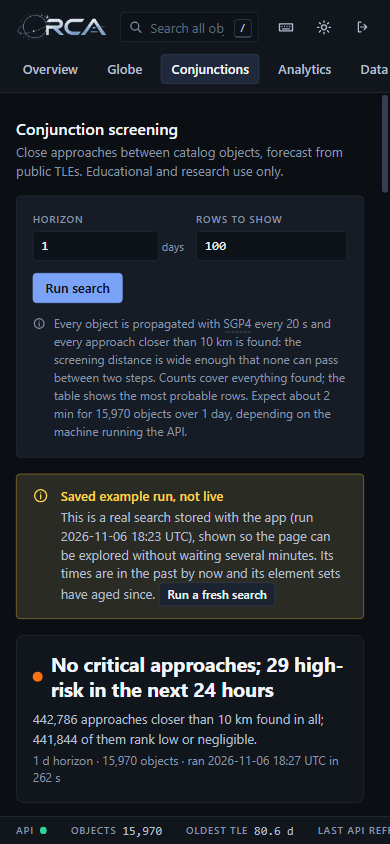 ORCA
Search all obj
/
Overview Globe Conjunctions Analytics Data
Conjunction screening
Close approaches between catalog objects, forecast from
public TLEs. Educational and research use only.
HORIZON ROWS TO SHOW
1 days 100
Run search
Every object is propagated with SGP4 every 20 s and
every approach closer than 10 km is found: the
screening distance is wide enough that none can pass
between two steps. Counts cover everything found; the
table shows the most probable rows. Expect about 2
min for 15,970 objects over 1 day, depending on the
machine running the API.
Saved example run, not live
This is a real search stored with the app (run
2026-11-06 18:23 UTC), shown so the page can
be explored without waiting several minutes. Its
times are in the past by now and its element sets
have aged since. Run a fresh search
No critical approaches; 29 high-
risk in the next 24 hours
442,786 approaches closer than 10 km found in all;
441,844 of them rank low or negligible.
1 d horizon · 15,970 objects · ran 2026-11-06 18:27 UTC in
262 s
API OBJECTS 15,970 OLDEST TLE 80.6 d LAST API REF